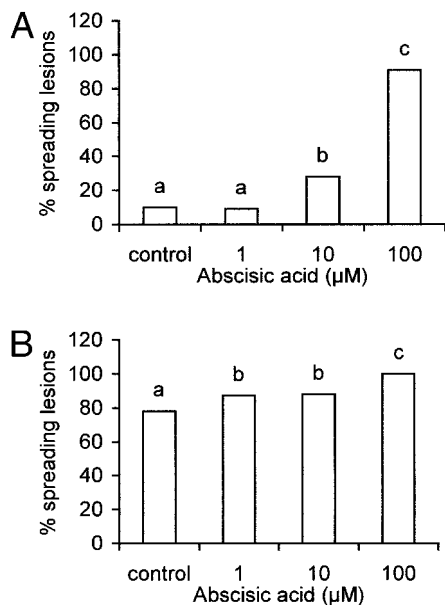 A
% spreading lesions
120
100
80
60
40
20
0
a
a
b
c
control 1 10 100
Abscisic acid (µM)
B
% spreading lesions
120
100
80
60
40
20
0
a
b
b
c
control 1 10 100
Abscisic acid (µM)